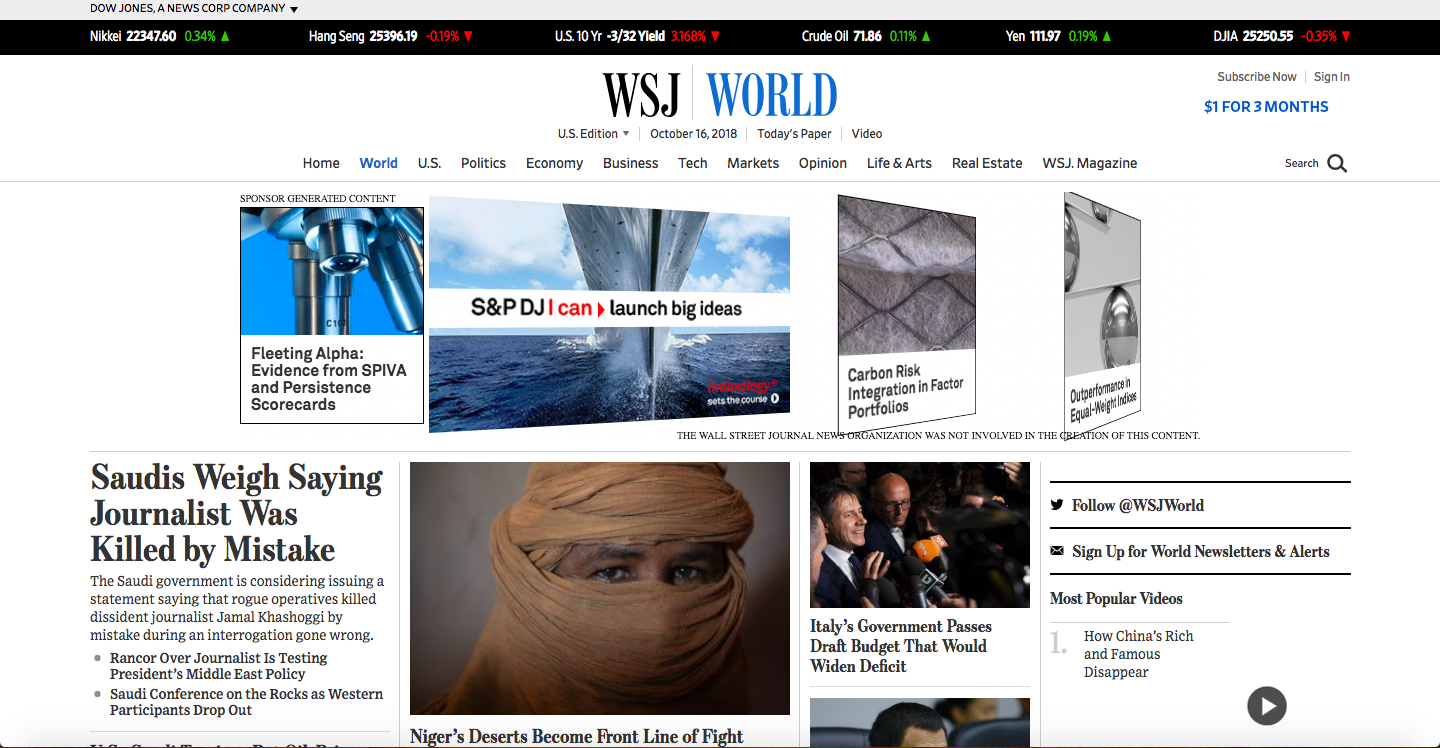 DOW JONES, A NEWS CORP COMPANY
Nikkei 22347.60 0.34% Hang Seng 25396.19 -0.19% U.S. 10 Yr -3/32 Yield 3.168% Crude Oil 71.86 0.11% Yen 111.97 0.19% DJIA 25250.55 -0.35%
Subscribe Now Sign In
WSJ WORLD
$1 FOR 3 MONTHS
U.S. Edition October 16, 2018 Today's Paper Video
Home World U.S. Politics Economy Business Tech Markets Opinion Life & Arts Real Estate WSJ. Magazine Search
SPONSOR GENERATED CONTENT
Fleeting Alpha:
Evidence from SPIVA
and Persistence
Scorecards
S&P DJ I can launch big ideas
Indexology®
sets the course
Carbon Risk
Integration in Factor
Portfolios
Outperformance in
Equal-Weight Indices
THE WALL STREET JOURNAL NEWS ORGANIZATION WAS NOT INVOLVED IN THE CREATION OF THIS CONTENT.
Saudis Weigh Saying
Journalist Was
Killed by Mistake
The Saudi government is considering issuing a
statement saying that rogue operatives killed
dissident journalist Jamal Khashoggi by
mistake during an interrogation gone wrong.
Rancor Over Journalist Is Testing
President's Middle East Policy
Saudi Conference on the Rocks as Western
Participants Drop Out
Niger's Deserts Become Front Line of Fight
Italy's Government Passes
Draft Budget That Would
Widen Deficit
Follow @WSJWorld
Sign Up for World Newsletters & Alerts
Most Popular Videos
1.
How China's Rich
and Famous
Disappear